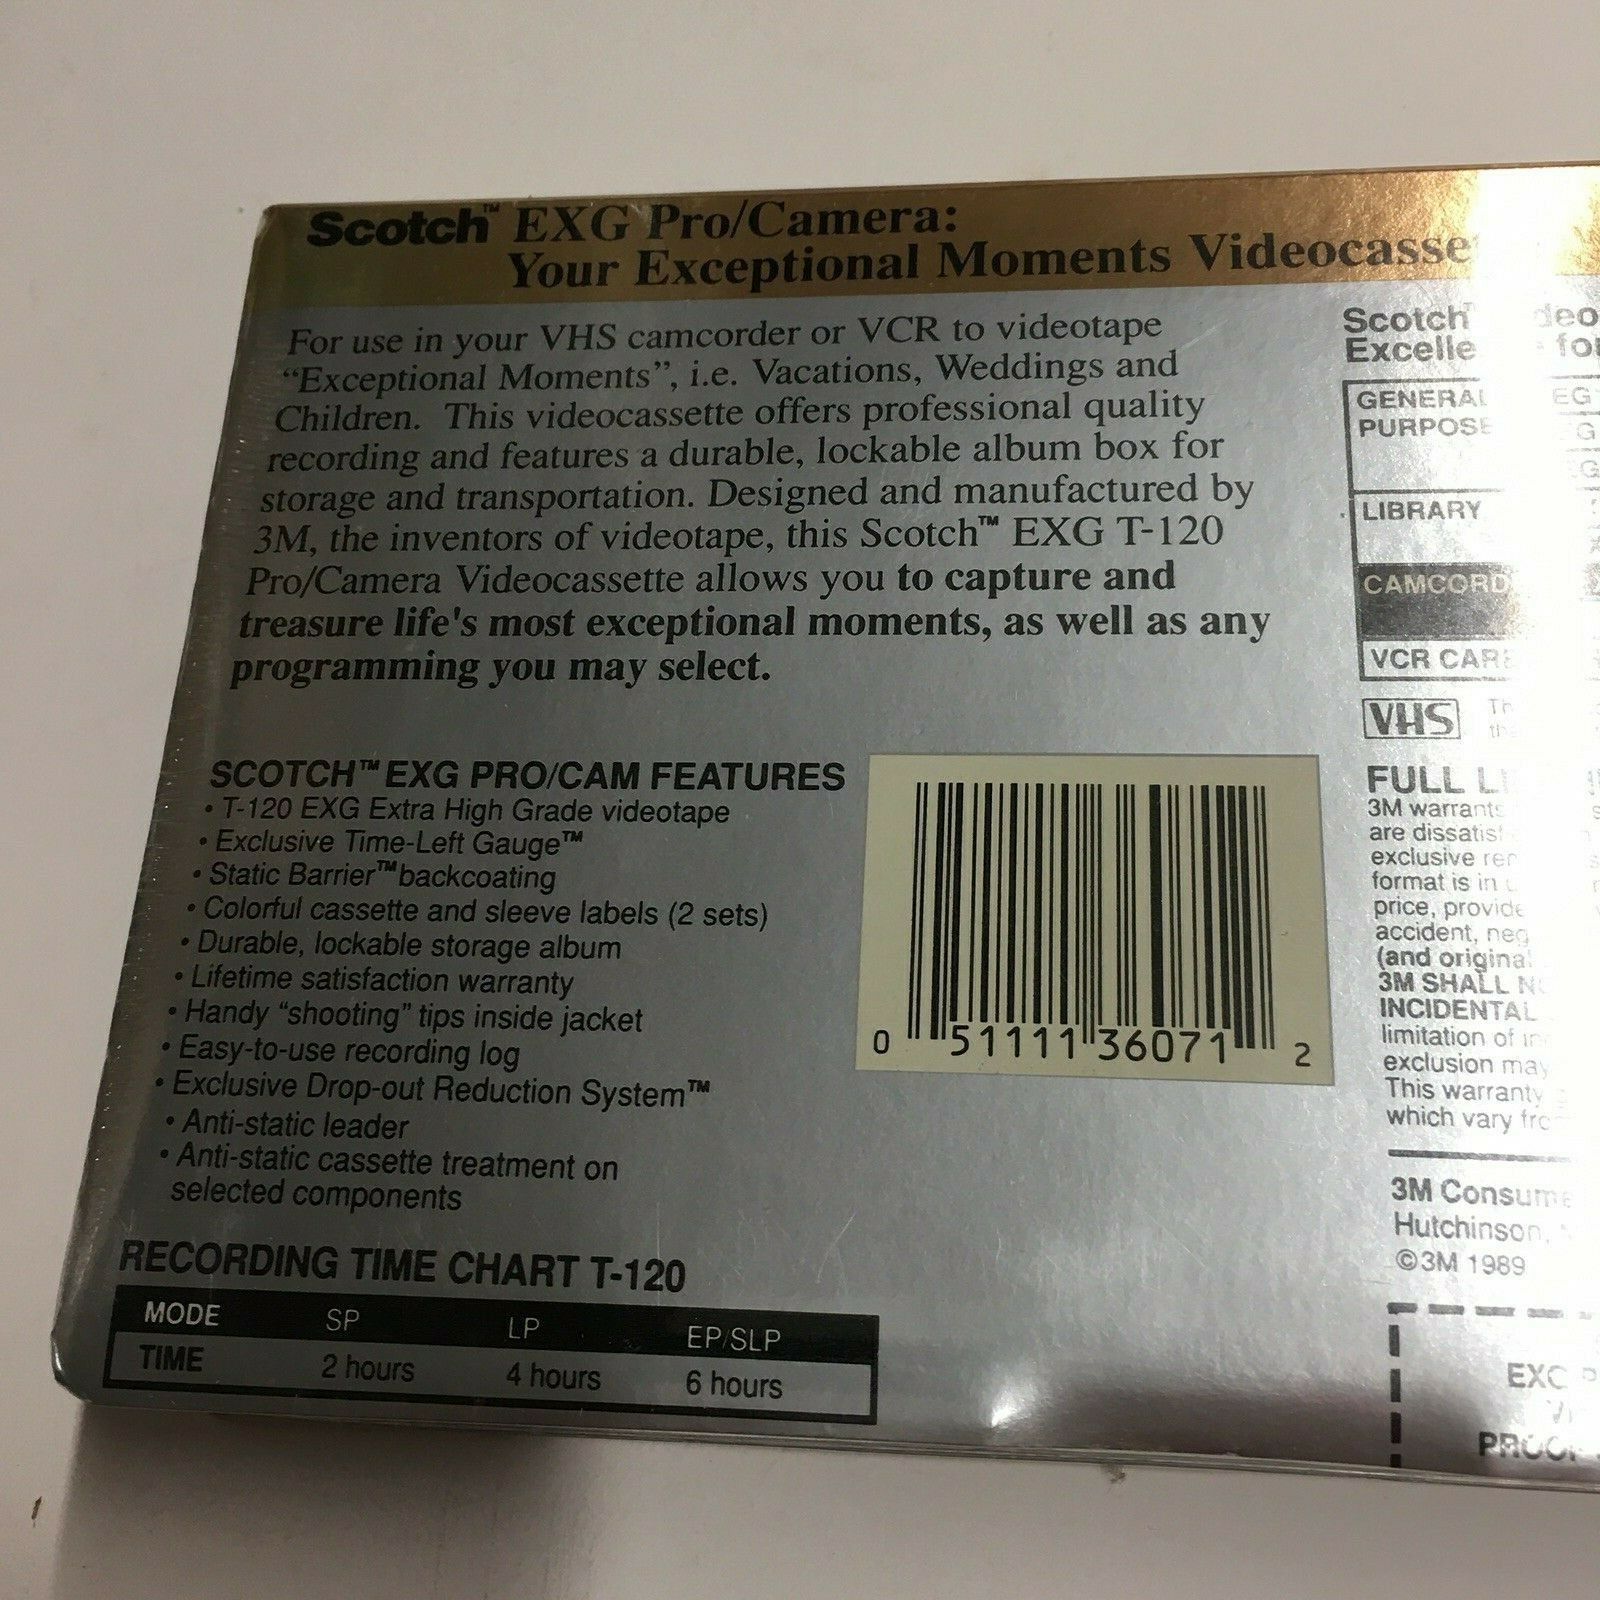 Scotch™ EXG Pro/Camera:
Your Exceptional Moments
For use in your VHS camcorder or VCR to videotape
“Exceptional Moments”, i.e. Vacations, Weddings and
Children. This videocassette offers professional quality
recording and features a durable, lockable album box for
storage and transportation. Designed and manufactured by
3M, the inventors of videotape, this Scotch™ EXG T-120
Pro/Camera Videocassette allows you to capture and
treasure life's most exceptional moments, as well as any
programming you may select.
SCOTCH™ EXG PRO/CAM FEATURES
• T-120 EXG Extra High Grade videotape
• Exclusive Time-Left Gauge™
• Static Barrier™ backcoating
• Colorful cassette and sleeve labels (2 sets)
• Durable, lockable storage album
• Lifetime satisfaction warranty
• Handy “shooting” tips inside jacket
• Easy-to-use recording log
• Exclusive Drop-out Reduction System™
• Anti-static leader
• Anti-static cassette treatment on
selected components
RECORDING TIME CHART T-120
MODE SP LP EP/SLP
TIME 2 hours 4 hours 6 hours
0 51111 36071 2
Scotch™
GENERAL
PURPOSE
LIBRARY
VCR
VHS
FULL
3M warrants
are
exclusive
format is in
price,
accident,
(and
3M SHALL
INCIDENTAL
limitation of
exclusion may
This warranty
which vary
3M
Hutchinson,
©3M 1989